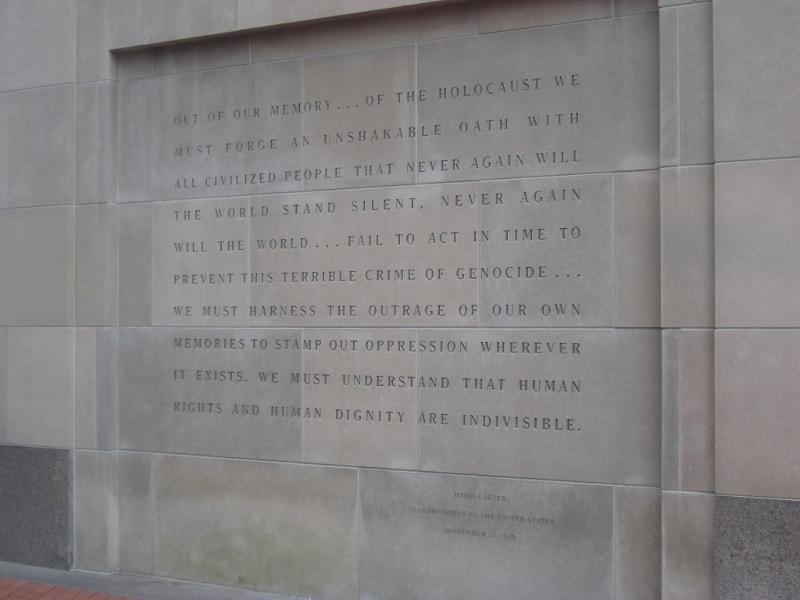 OUT OF OUR MEMORY... OF THE HOLOCAUST WE
MUST FORGE AN UNSHAKABLE OATH WITH
ALL CIVILIZED PEOPLE THAT NEVER AGAIN WILL
THE WORLD STAND SILENT, NEVER AGAIN
WILL THE WORLD... FAIL TO ACT IN TIME TO
PREVENT THIS TERRIBLE CRIME OF GENOCIDE...
WE MUST HARNESS THE OUTRAGE OF OUR OWN
MEMORIES TO STAMP OUT OPPRESSION WHEREVER
IT EXISTS. WE MUST UNDERSTAND THAT HUMAN
RIGHTS AND HUMAN DIGNITY ARE INDIVISIBLE.
JIMMY CARTER
PRESIDENT OF THE UNITED STATES
SEPTEMBER